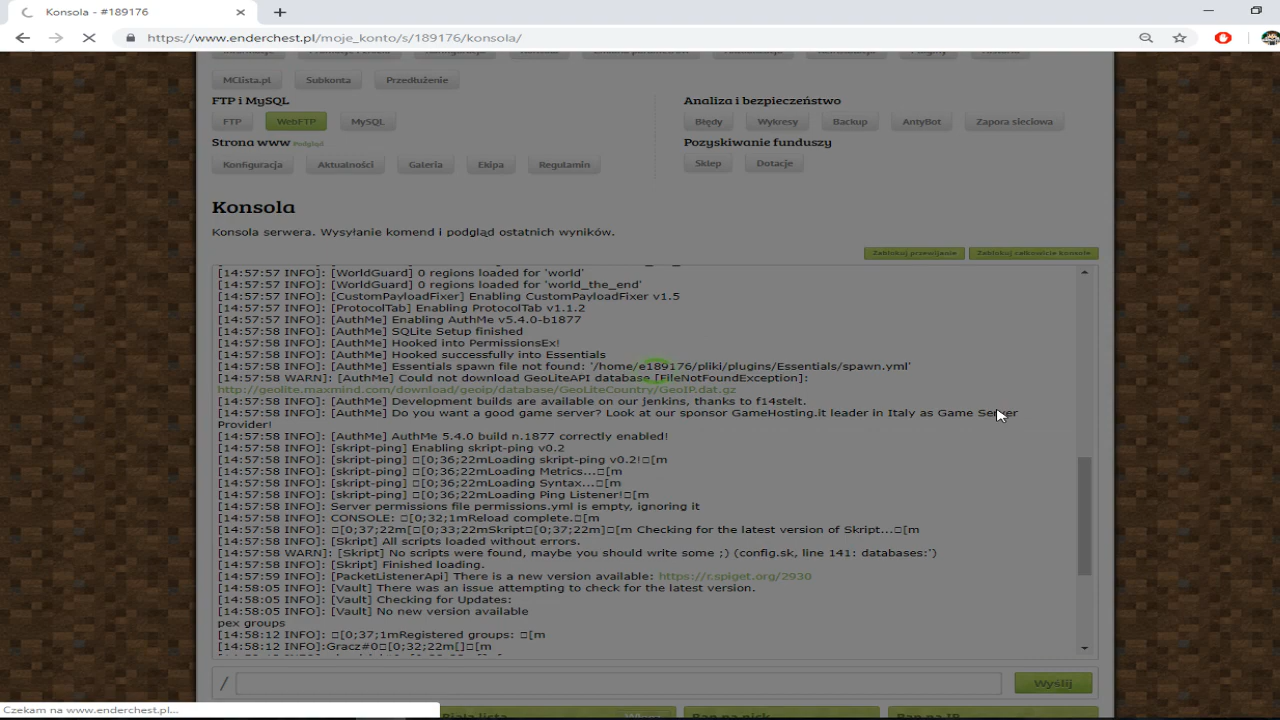 Konsola - #189176
https://www.enderchest.pl/moje_konto/s/189176/konsola/
MClista.pl Subkonta Przedłużenie
FTP i MySQL Analiza i bezpieczeństwo
FTP WebFTP MySQL Błędy Wykresy Backup AntyBot Zapora sieciowa
Strona www Podgląd Pozyskiwanie funduszy
Konfiguracja Aktualności Galeria Ekipa Regulamin Sklep Dotacje
Konsola
Konsola serwera. Wysyłanie komend i podgląd ostatnich wyników.
Zablokuj przewijanie Zablokuj całkowicie konsole
[14:57:57 INFO]: [WorldGuard] 0 regions loaded for 'world'
[14:57:57 INFO]: [WorldGuard] 0 regions loaded for 'world_the_end'
[14:57:57 INFO]: [CustomPayloadFixer] Enabling CustomPayloadFixer v1.5
[14:57:57 INFO]: [ProtocolTab] Enabling ProtocolTab v1.1.2
[14:57:57 INFO]: [AuthMe] Enabling AuthMe v5.4.0-b1877
[14:57:58 INFO]: [AuthMe] SQLite Setup finished
[14:57:58 INFO]: [AuthMe] Hooked into PermissionsEx!
[14:57:58 INFO]: [AuthMe] Hooked successfully into Essentials
[14:57:58 INFO]: [AuthMe] Essentials spawn file not found: '/home/e189176/pliki/plugins/Essentials/spawn.yml'
[14:57:58 WARN]: [AuthMe] Could not download GeoLiteAPI database [FileNotFoundException]:
http://geolite.maxmind.com/download/geoip/database/GeoLiteCountry/GeoIP.dat.gz
[14:57:58 INFO]: [AuthMe] Development builds are available on our jenkins, thanks to f14stelt.
[14:57:58 INFO]: [AuthMe] Do you want a good game server? Look at our sponsor GameHosting.it leader in Italy as Game Server
Provider!
[14:57:58 INFO]: [AuthMe] AuthMe 5.4.0 build n.1877 correctly enabled!
[14:57:58 INFO]: [skript-ping] Enabling skript-ping v0.2
[14:57:58 INFO]: [skript-ping] □[0;36;22mLoading skript-ping v0.2!□[m
[14:57:58 INFO]: [skript-ping] □[0;36;22mLoading Metrics...□[m
[14:57:58 INFO]: [skript-ping] □[0;36;22mLoading Syntax...□[m
[14:57:58 INFO]: [skript-ping] □[0;36;22mLoading Ping Listener!□[m
[14:57:58 INFO]: Server permissions file permissions.yml is empty, ignoring it
[14:57:58 INFO]: CONSOLE: □[0;32;1mReload complete.□[m
[14:57:58 INFO]: □[0;37;22m[□[0;33;22mSkript□[0;37;22m]□[m□[m Checking for the latest version of Skript...□[m
[14:57:58 INFO]: [Skript] All scripts loaded without errors.
[14:57:58 WARN]: [Skript] No scripts were found, maybe you should write some ;) (config.sk, line 141: databases:')
[14:57:58 INFO]: [Skript] Finished loading.
[14:57:59 INFO]: [PacketListenerApi] There is a new version available: https://r.spiget.org/2930
[14:58:05 INFO]: [Vault] There was an issue attempting to check for the latest version.
[14:58:05 INFO]: [Vault] Checking for Updates:
[14:58:05 INFO]: [Vault] No new version available
pex groups
[14:58:12 INFO]: □[0;37;1mRegistered groups: □[m
[14:58:12 INFO]:Gracz#0□[0;32;22m[]□[m
/ Wyślij
Czekam na www.enderchest.pl...
Biała lista Ban na nick Ban na IP